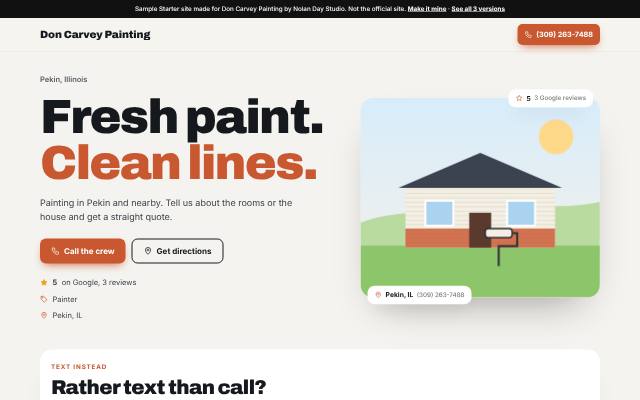 Sample Starter site made for Don Carvey Painting by Nolan Day Studio. Not the official site. Make it mine · See all 3 versions
Don Carvey Painting
(309) 263-7488
Pekin, Illinois
Fresh paint.
Clean lines.
Painting in Pekin and nearby. Tell us about the rooms or the
house and get a straight quote.
Call the crew
Get directions
5 on Google, 3 reviews
Painter
Pekin, IL
5 3 Google reviews
Pekin, IL (309) 263-7488
TEXT INSTEAD
Rather text than call?